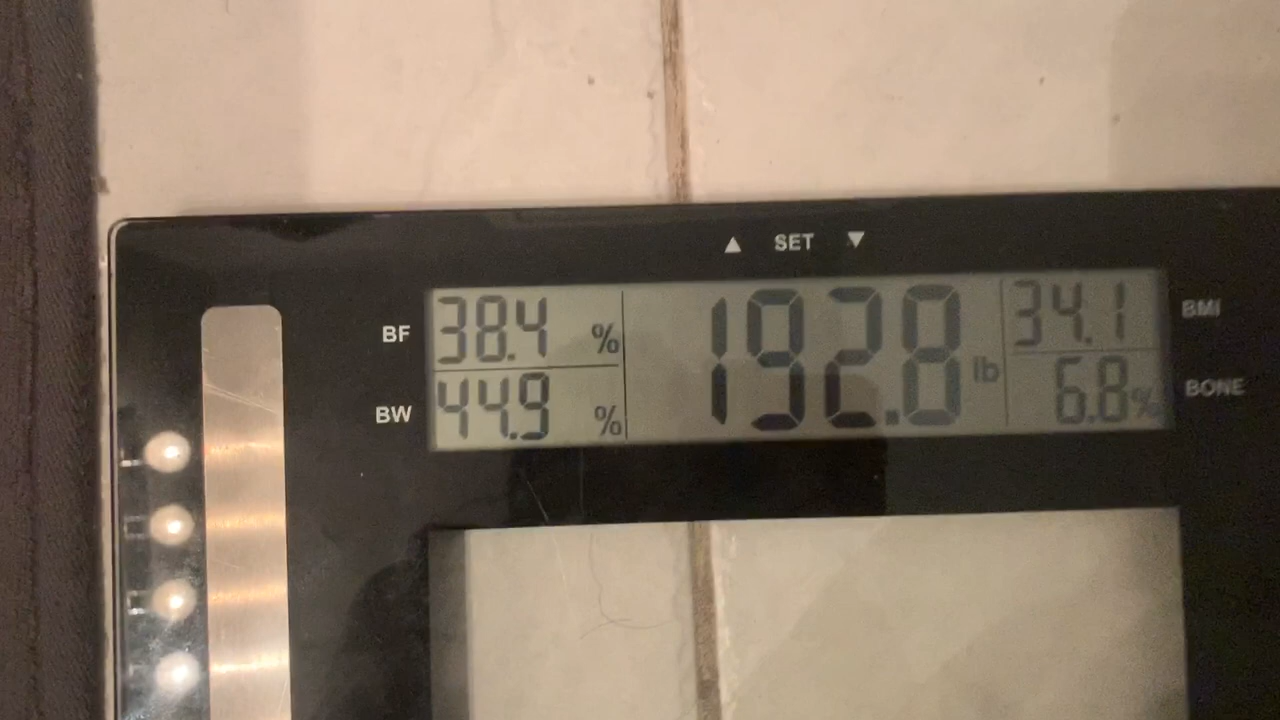 ▲ SET ▼
BF 38.4 % 192.8 lb 34.1 BMI
BW 44.9 % 6.8 % BONE